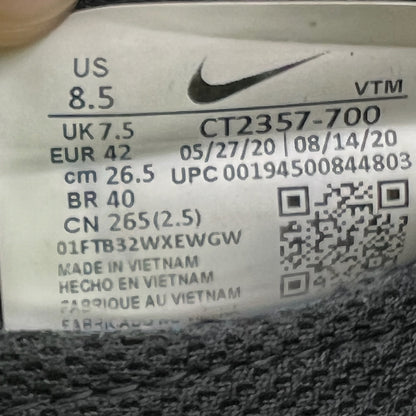 US
8.5
VTM
UK 7.5
CT2357-700
EUR 42
05/27/20 | 08/14/20
cm 26.5
UPC 00194500844803
BR 40
CN 265(2.5)
01FTB32WXEWGW
MADE IN VIETNAM
HECHO EN VIETNAM
FABRIQUE AU VIETNAM